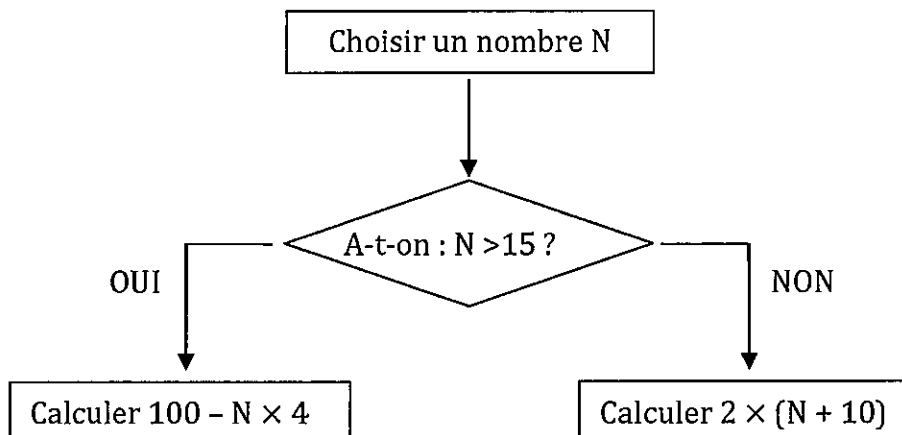 Choisir un nombre N
A-t-on : N >15 ?
OUI
NON
Calculer 100 – N × 4
Calculer 2 × (N + 10)